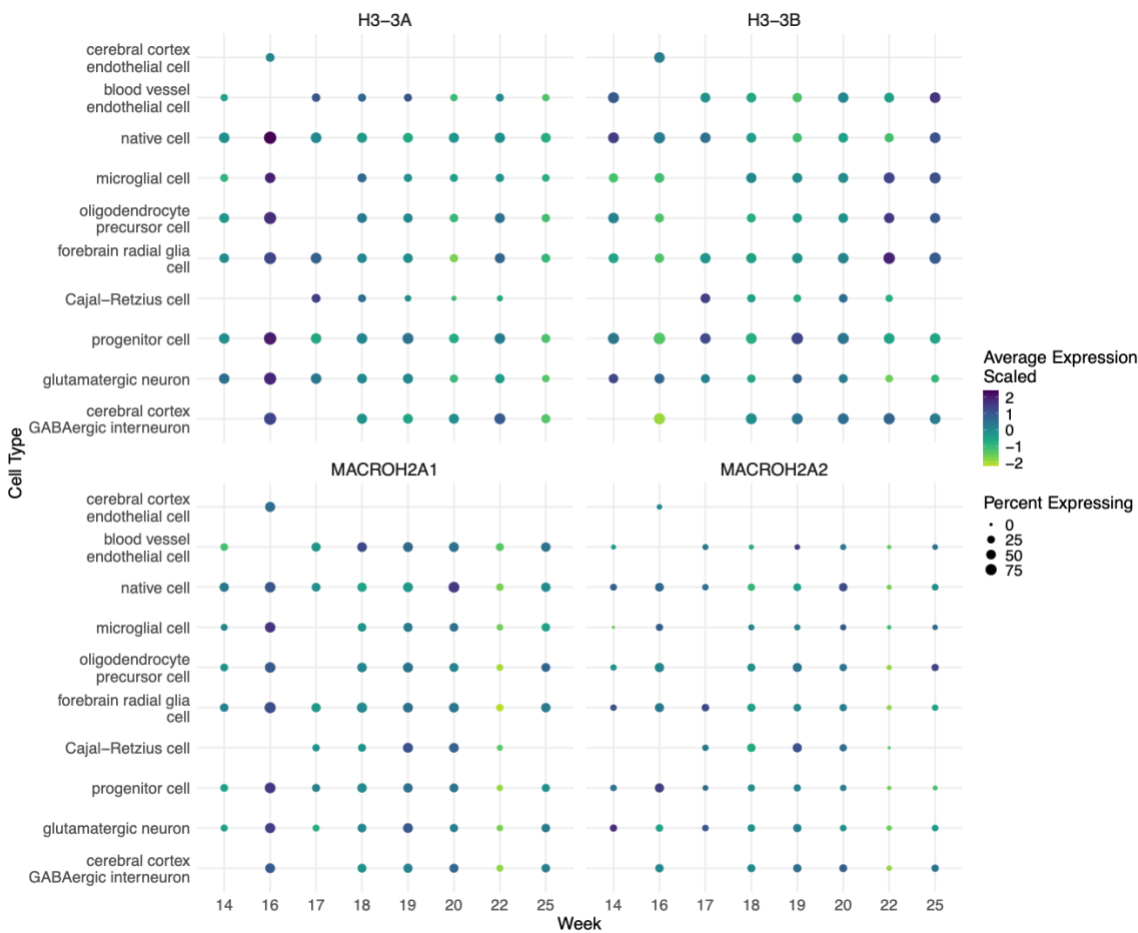 H3−3A
H3−3B
cerebral cortex
endothelial cell
blood vessel
endothelial cell
native cell
microglial cell
oligodendrocyte
precursor cell
forebrain radial glia
cell
Cajal−Retzius cell
progenitor cell
glutamatergic neuron
cerebral cortex
GABAergic interneuron
MACROH2A1
MACROH2A2
cerebral cortex
endothelial cell
blood vessel
endothelial cell
native cell
microglial cell
oligodendrocyte
precursor cell
forebrain radial glia
cell
Cajal−Retzius cell
progenitor cell
glutamatergic neuron
cerebral cortex
GABAergic interneuron
14 16 17 18 19 20 22 25
14 16 17 18 19 20 22 25
Week
Cell Type
Average Expression
Scaled
2
1
0
−1
−2
Percent Expressing
0
25
50
75